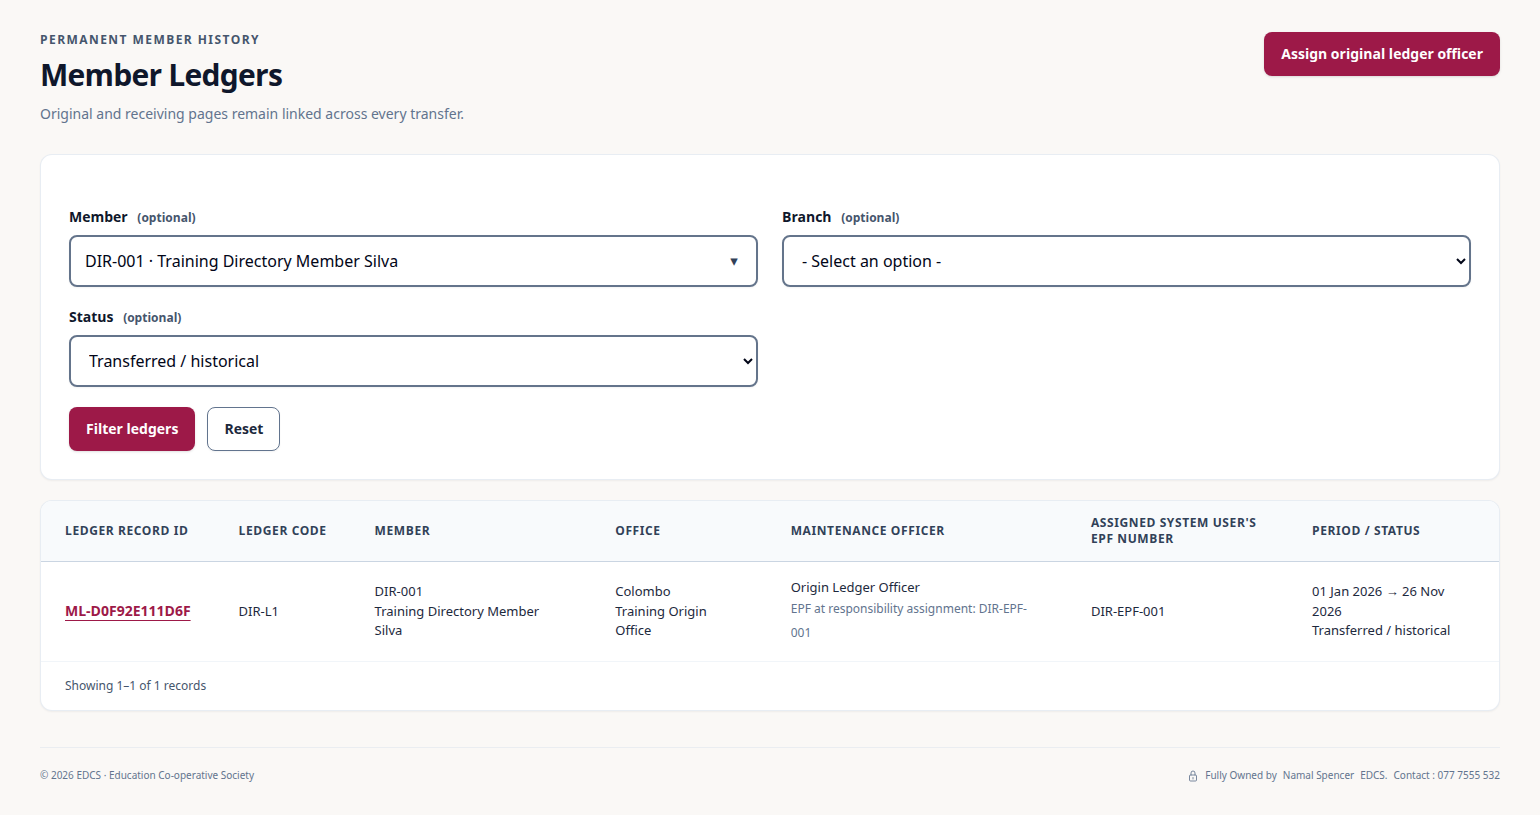 PERMANENT MEMBER HISTORY
Member Ledgers
Original and receiving pages remain linked across every transfer.
Assign original ledger officer
Member (optional)
DIR-001 · Training Directory Member Silva
Branch (optional)
- Select an option -
Status (optional)
Transferred / historical
Filter ledgers
Reset
LEDGER RECORD ID
LEDGER CODE
MEMBER
OFFICE
MAINTENANCE OFFICER
ASSIGNED SYSTEM USER'S
EPF NUMBER
PERIOD / STATUS
ML-D0F92E111D6F
DIR-L1
DIR-001
Training Directory Member
Silva
Colombo
Training Origin
Office
Origin Ledger Officer
EPF at responsibility assignment: DIR-EPF-
001
DIR-EPF-001
01 Jan 2026 → 26 Nov
2026
Transferred / historical
Showing 1–1 of 1 records
© 2026 EDCS · Education Co-operative Society
Fully Owned by Namal Spencer EDCS. Contact : 077 7555 532